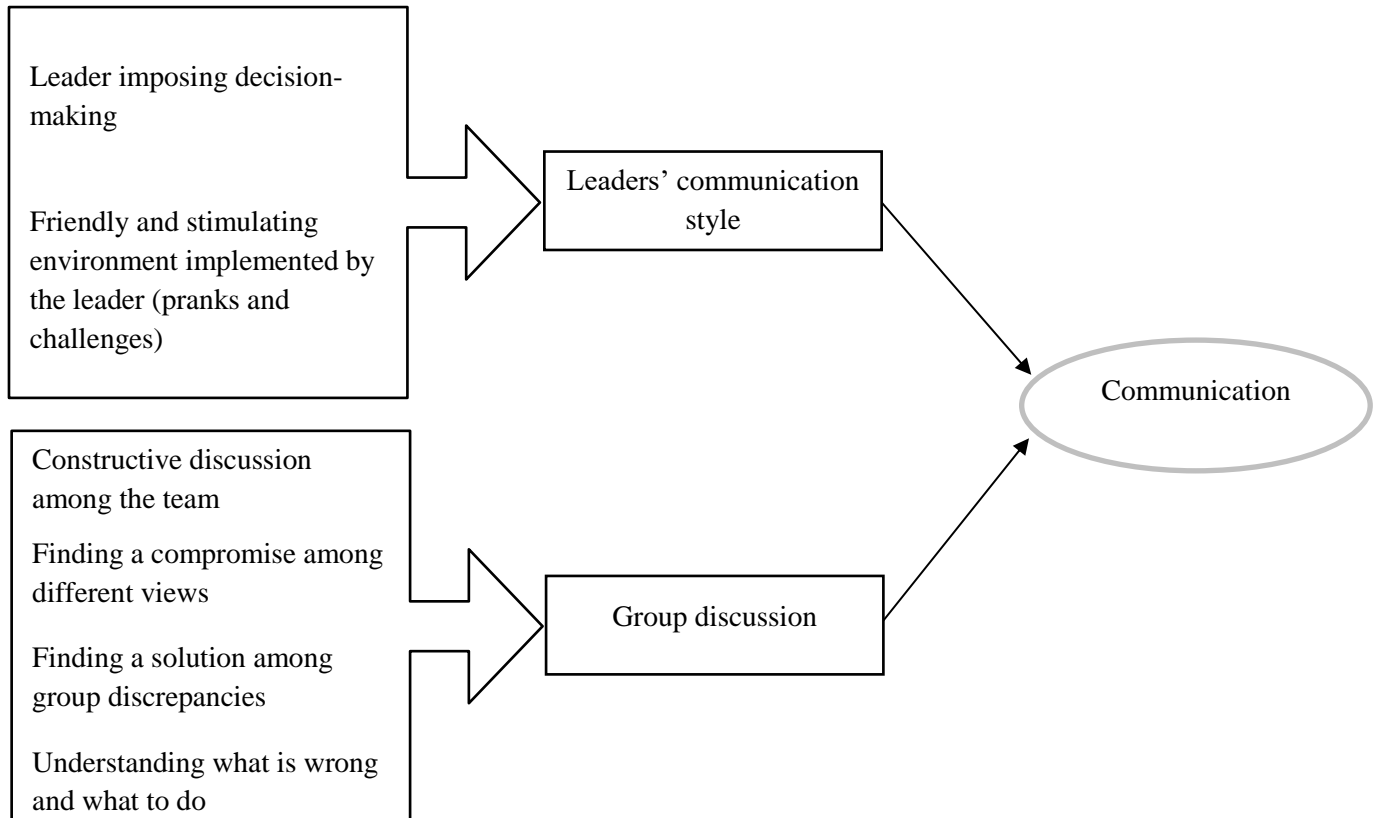 Leader imposing decision-
making
Friendly and stimulating
environment implemented by
the leader (pranks and
challenges)
Leaders’ communication
style
Communication
Constructive discussion
among the team
Finding a compromise among
different views
Finding a solution among
group discrepancies
Understanding what is wrong
and what to do
Group discussion